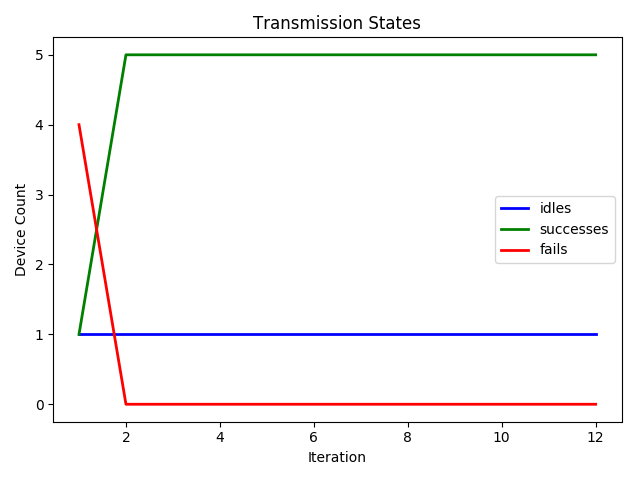 Transmission States
Device Count
5
4
3
2
1
0
idles
successes
fails
2 4 6 8 10 12
Iteration